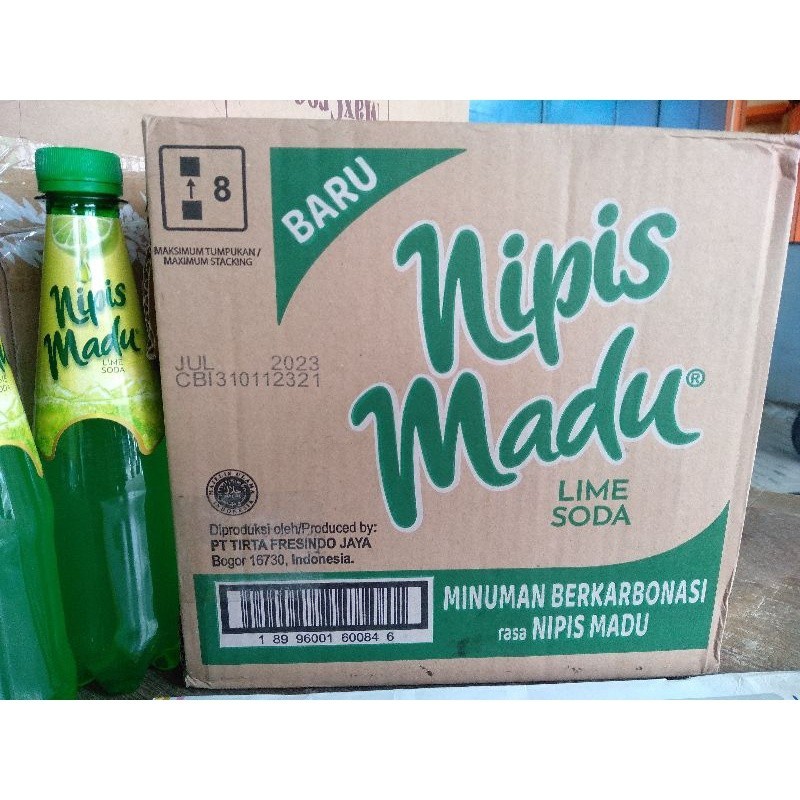 8
MAKSIMUM TUMPUKAN /
MAXIMUM STACKING
BARU
Nipis
Madu®
LIME
SODA
JUL 2023
CBI310112321
Diproduksi oleh/Produced by:
PT TIRTA FRESINDO JAYA
Bogor 16730, Indonesia.
1 89 96001 60084 6
MINUMAN BERKARBONASI
rasa NIPIS MADU
Nipis
Madu
LIME
SODA